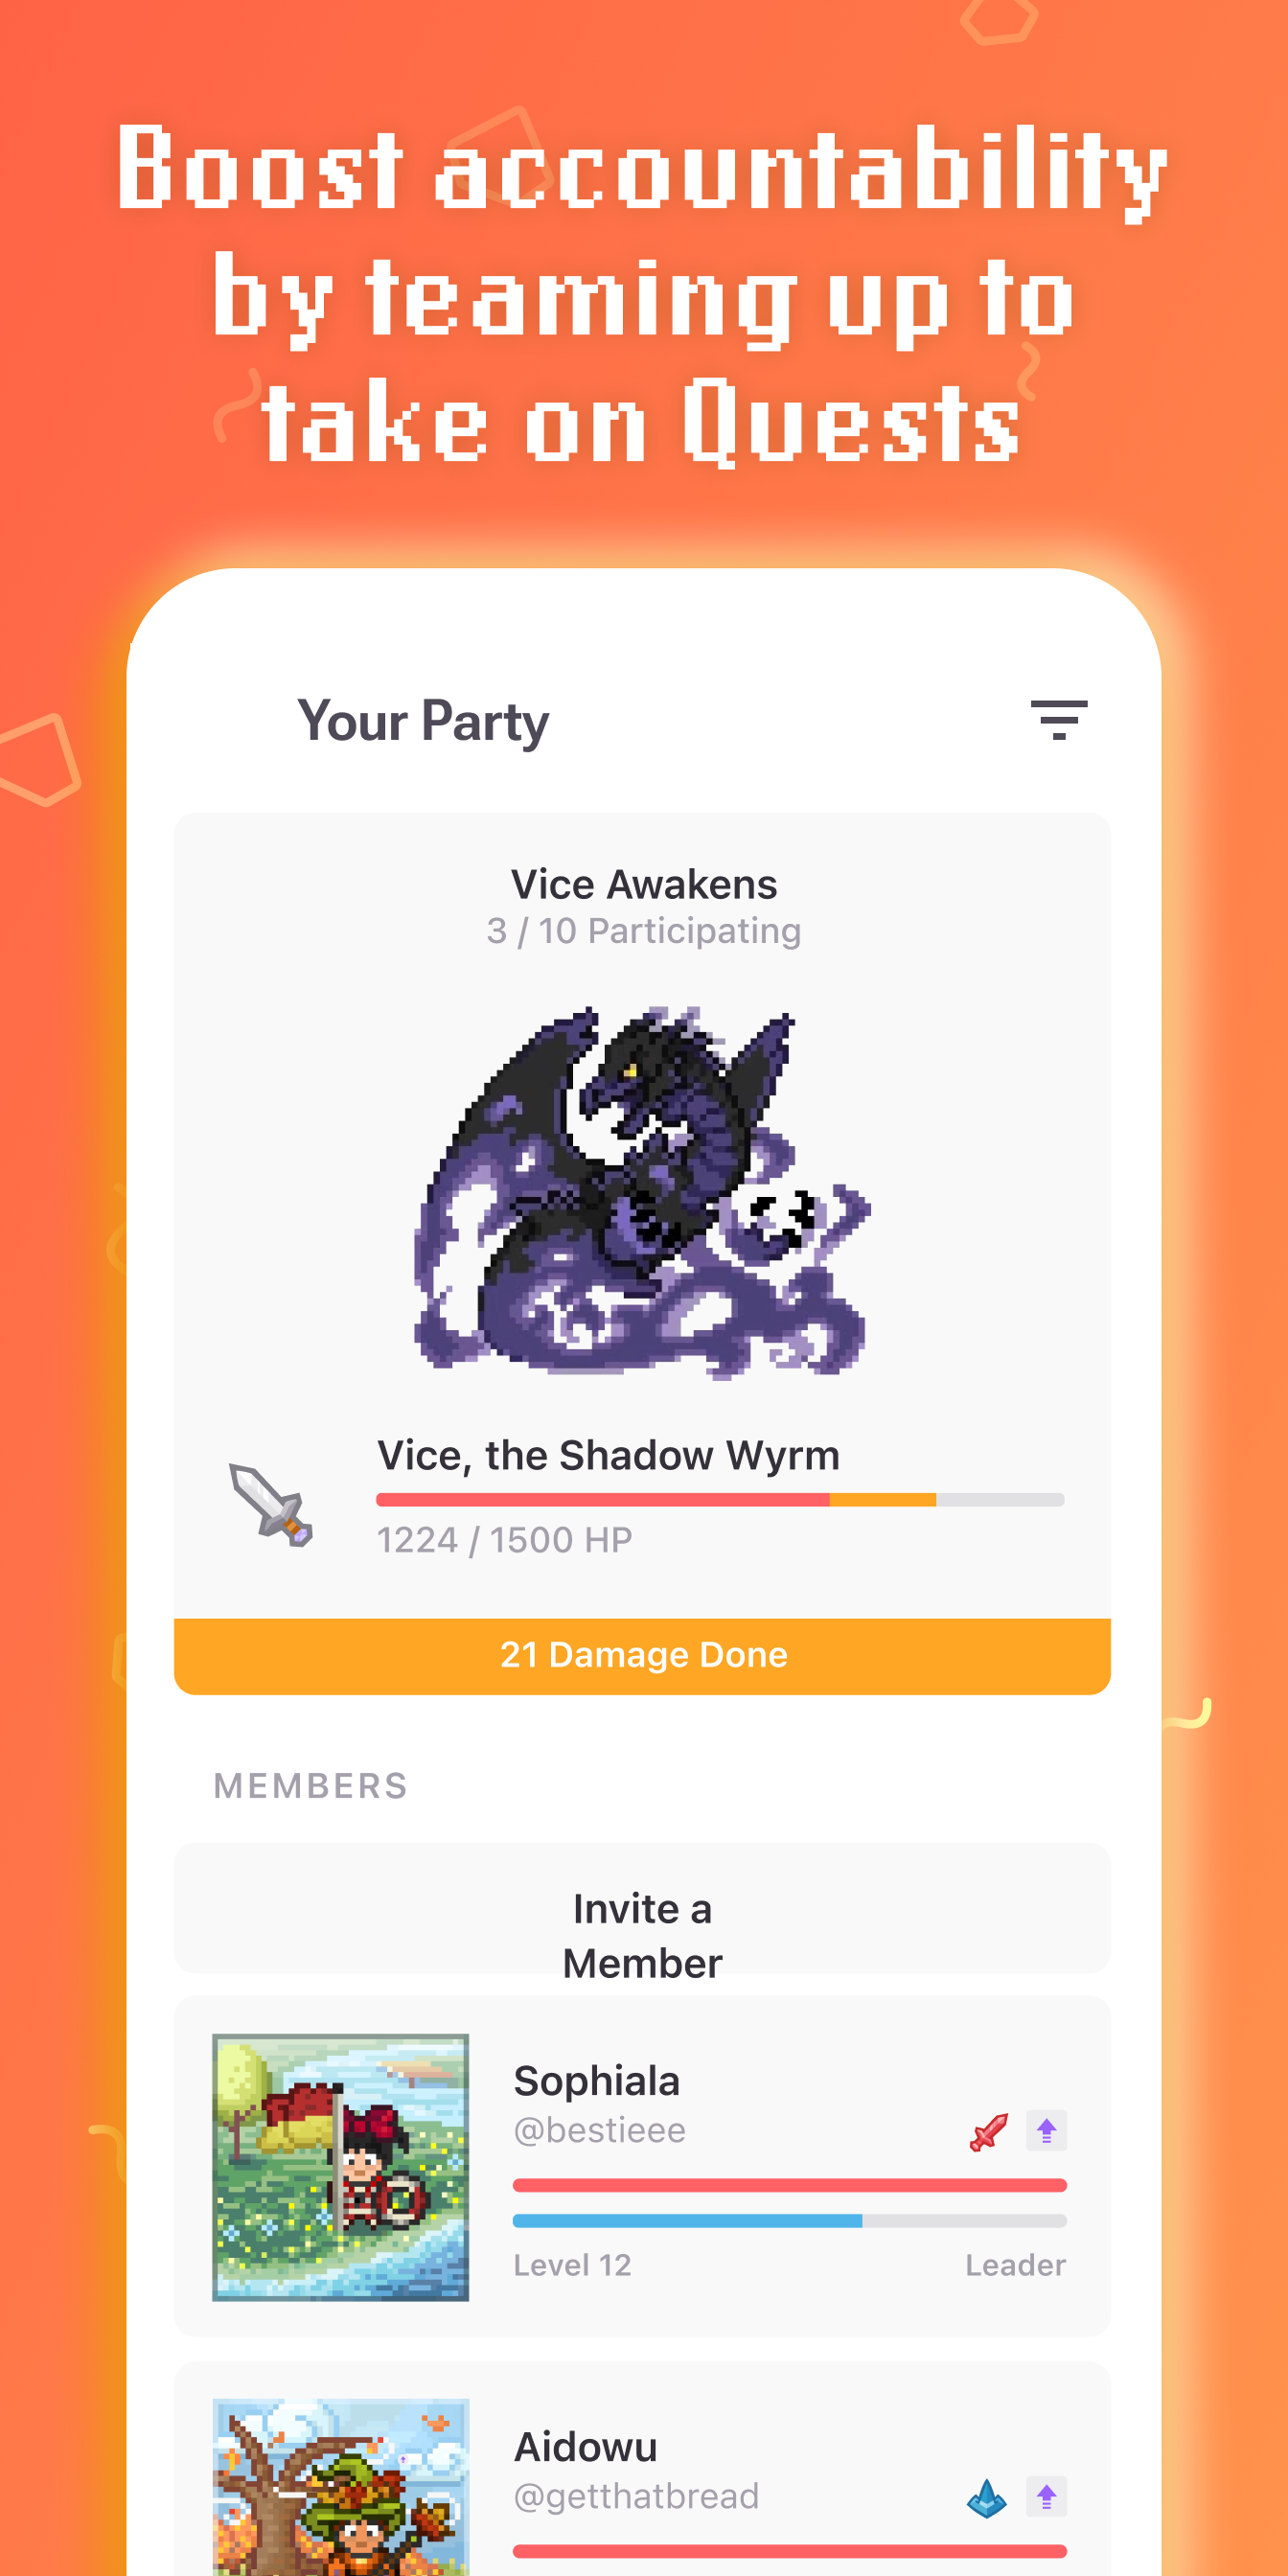 Boost accountability
by teaming up to
take on Quests
Your Party
Vice Awakens
3 / 10 Participating
Vice, the Shadow Wyrm
1224 / 1500 HP
21 Damage Done
MEMBERS
Invite a
Member
Sophiala
@bestieee
Level 12
Leader
Aidowu
@getthatbread